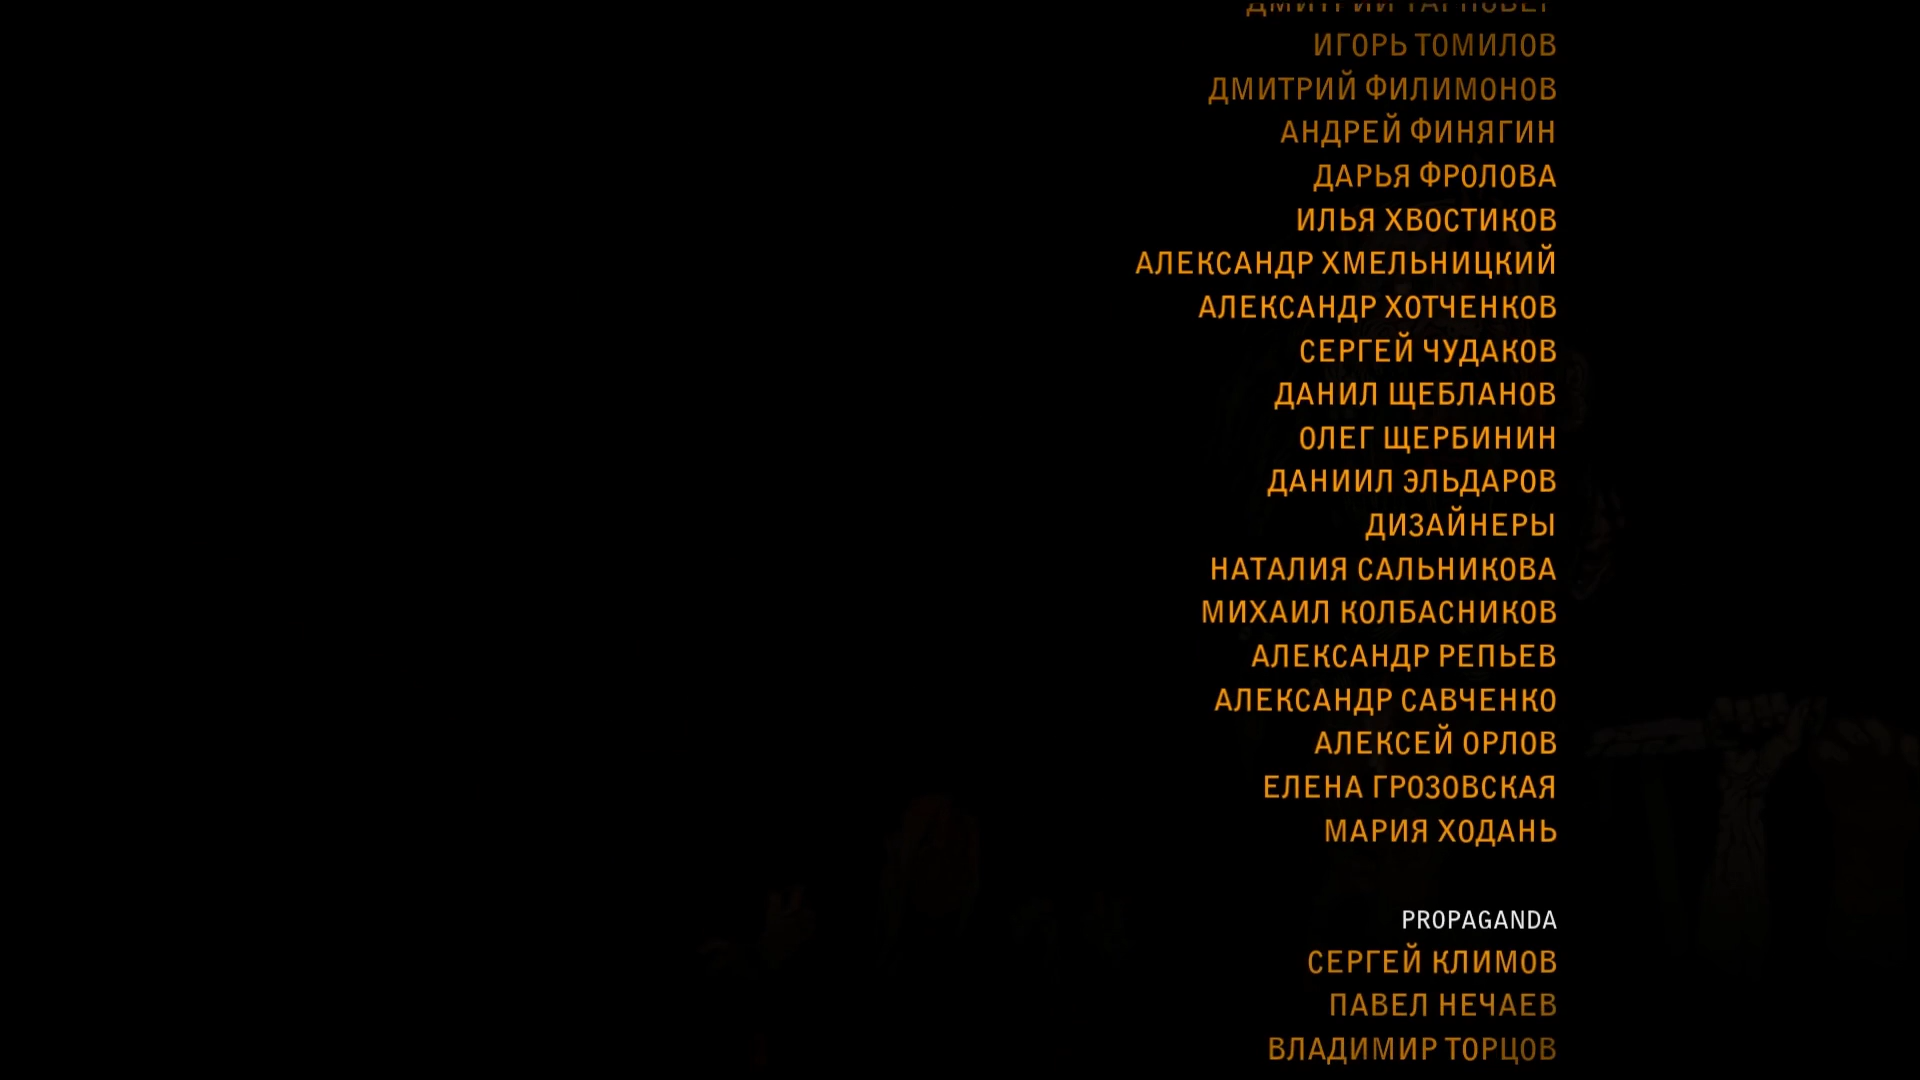 ДМИТРИЙ
ИГОРЬ ТОМИЛОВ
ДМИТРИЙ ФИЛИМОНОВ
АНДРЕЙ ФИНЯГИН
ДАРЬЯ ФРОЛОВА
ИЛЬЯ ХВОСТИКОВ
АЛЕКСАНДР ХМЕЛЬНИЦКИЙ
АЛЕКСАНДР ХОТЧЕНКОВ
СЕРГЕЙ ЧУДАКОВ
ДАНИЛ ЩЕБЛАНОВ
ОЛЕГ ЩЕРБИНИН
ДАНИИЛ ЭЛЬДАРОВ
ДИЗАЙНЕРЫ
НАТАЛИЯ САЛЬНИКОВА
МИХАИЛ КОЛБАСНИКОВ
АЛЕКСАНДР РЕПЬЕВ
АЛЕКСАНДР САВЧЕНКО
АЛЕКСЕЙ ОРЛОВ
ЕЛЕНА ГРОЗОВСКАЯ
МАРИЯ ХОДАНЬ
PROPAGANDA
СЕРГЕЙ КЛИМОВ
ПАВЕЛ НЕЧАЕВ
ВЛАДИМИР ТОРЦОВ